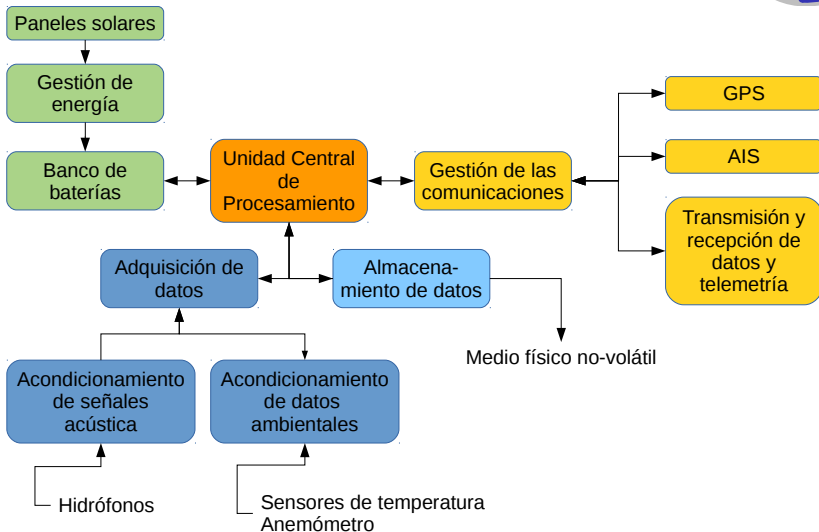 Paneles solares
Gestión de
energía
Banco de
baterías
Unidad Central
de
Procesamiento
Gestión de las
comunicaciones
GPS
AIS
Transmisión y
recepción de
datos y
telemetría
Adquisición de
datos
Almacena-
miento de datos
Medio físico no-volátil
Acondicionamiento
de señales
acústica
Acondicionamiento
de datos
ambientales
Hidrófonos
Sensores de temperatura
Anemómetro